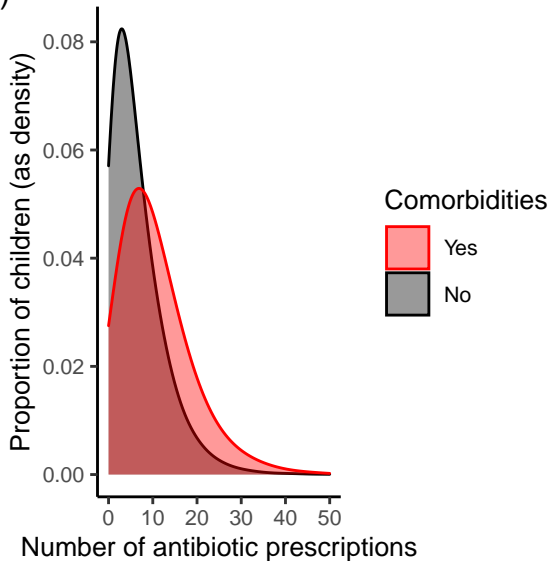 )
Proportion of children (as density)
0.08
0.06
0.04
0.02
0.00
0 10 20 30 40 50
Number of antibiotic prescriptions
Comorbidities
Yes
No